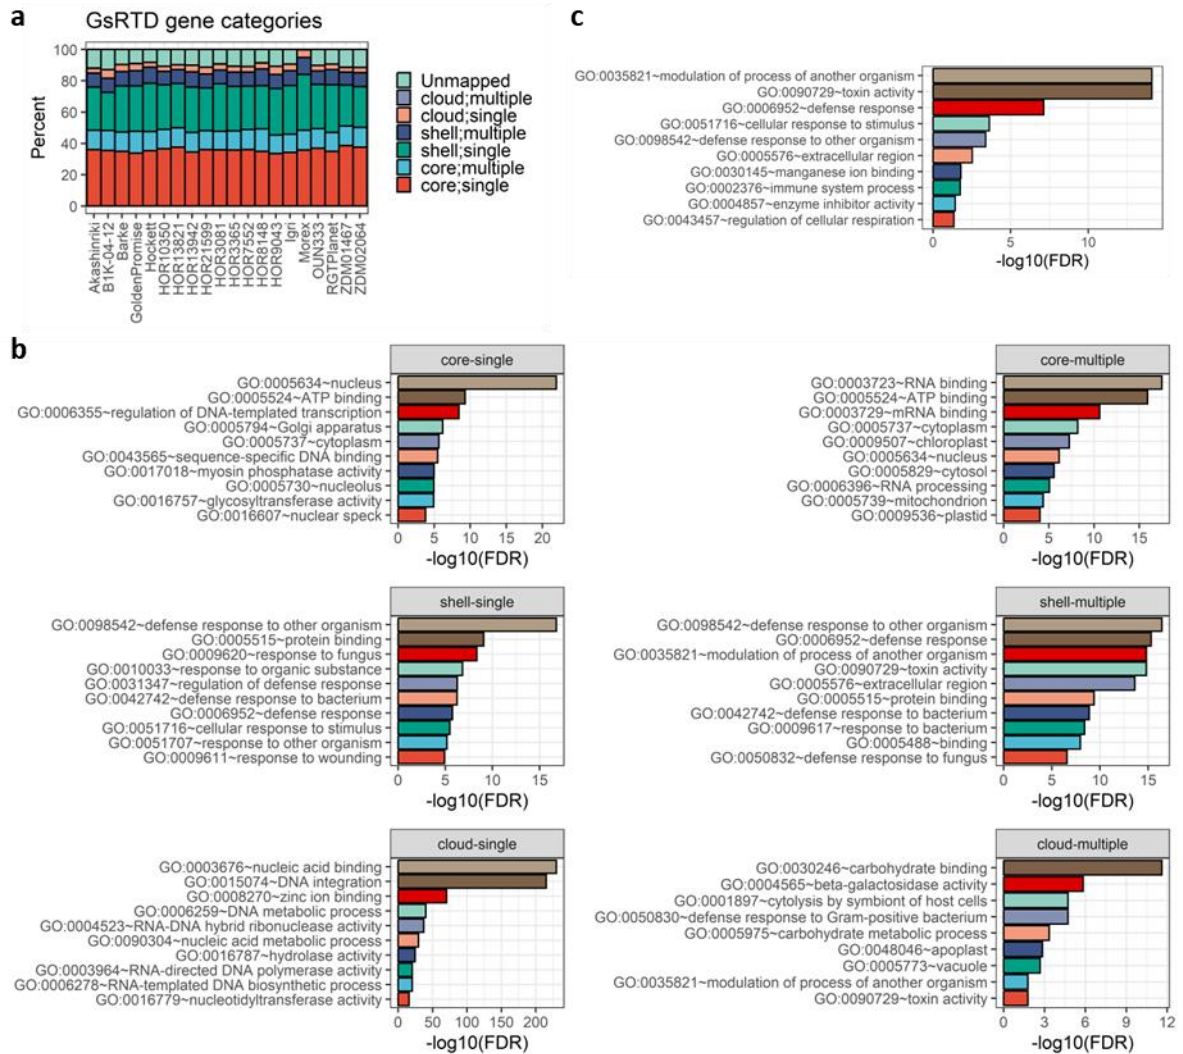 a
GsRTD gene categories
100
80
60
40
20
0
Percent
Akashinriki
B1K-04-12
Barke
GoldenPromise
Hockett
HOR10350
HOR13821
HOR13942
HOR21599
HOR3081
HOR3365
HOR7552
HOR8148
HOR9043
Igri
Morex
OUN333
RGTPlanet
ZDM01467
ZDM02064
Unmapped
cloud;multiple
cloud;single
shell;multiple
shell;single
core;multiple
core;single
c
GO:0035821~modulation of process of another organism
GO:0090729~toxin activity
GO:0006952~defense response
GO:0051716~cellular response to stimulus
GO:0098542~defense response to other organism
GO:0005576~extracellular region
GO:0030145~manganese ion binding
GO:0002376~immune system process
GO:0004857~enzyme inhibitor activity
GO:0043457~regulation of cellular respiration
0 5 10
-log10(FDR)
b
core-single
GO:0005634~nucleus
GO:0005524~ATP binding
GO:0006355~regulation of DNA-templated transcription
GO:0005794~Golgi apparatus
GO:0005737~cytoplasm
GO:0043565~sequence-specific DNA binding
GO:0017018~myosin phosphatase activity
GO:0005730~nucleolus
GO:0016757~glycosyltransferase activity
GO:0016607~nuclear speck
0 5 10 15 20
-log10(FDR)
core-multiple
GO:0003723~RNA binding
GO:0005524~ATP binding
GO:0003729~mRNA binding
GO:0005737~cytoplasm
GO:0009507~chloroplast
GO:0005634~nucleus
GO:0005829~cytosol
GO:0006396~RNA processing
GO:0005739~mitochondrion
GO:0009536~plastid
0 5 10 15
-log10(FDR)
shell-single
GO:0098542~defense response to other organism
GO:0005515~protein binding
GO:0009620~response to fungus
GO:0010033~response to organic substance
GO:0031347~regulation of defense response
GO:0042742~defense response to bacterium
GO:0006952~defense response
GO:0051716~cellular response to stimulus
GO:0051707~response to other organism
GO:0009611~response to wounding
0 5 10 15
-log10(FDR)
shell-multiple
GO:0098542~defense response to other organism
GO:0006952~defense response
GO:0035821~modulation of process of another organism
GO:0090729~toxin activity
GO:0005576~extracellular region
GO:0005515~protein binding
GO:0042742~defense response to bacterium
GO:0009617~response to bacterium
GO:0005488~binding
GO:0050832~defense response to fungus
0 5 10 15
-log10(FDR)
cloud-single
GO:0003676~nucleic acid binding
GO:0015074~DNA integration
GO:0008270~zinc ion binding
GO:0006259~DNA metabolic process
GO:0004523~RNA-DNA hybrid ribonuclease activity
GO:0090304~nucleic acid metabolic process
GO:0016787~hydrolase activity
GO:0003964~RNA-directed DNA polymerase activity
GO:0006278~RNA-templated DNA biosynthetic process
GO:0016779~nucleotidyltransferase activity
0 50 100 150 200
-log10(FDR)
cloud-multiple
GO:0030246~carbohydrate binding
GO:0004565~beta-galactosidase activity
GO:0001897~cytolysis by symbiont of host cells
GO:0050830~defense response to Gram-positive bacterium
GO:0005975~carbohydrate metabolic process
GO:0048046~apoplast
GO:0005773~vacuole
GO:0035821~modulation of process of another organism
GO:0090729~toxin activity
0 3 6 9 12
-log10(FDR)